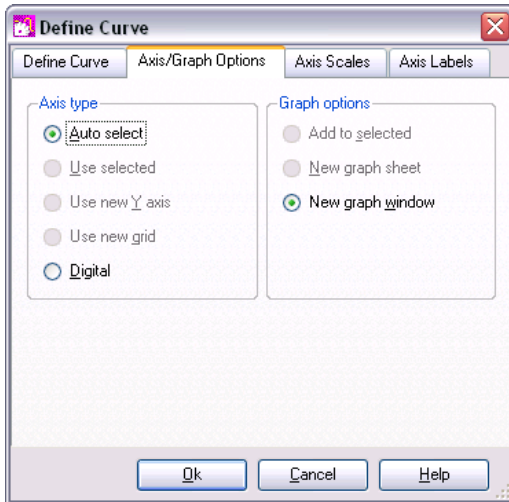 Define Curve
Define Curve
Axis/Graph Options
Axis Scales
Axis Labels
Axis type
Auto select
Use selected
Use new Y axis
Use new grid
Digital
Graph options
Add to selected
New graph sheet
New graph window
Ok
Cancel
Help